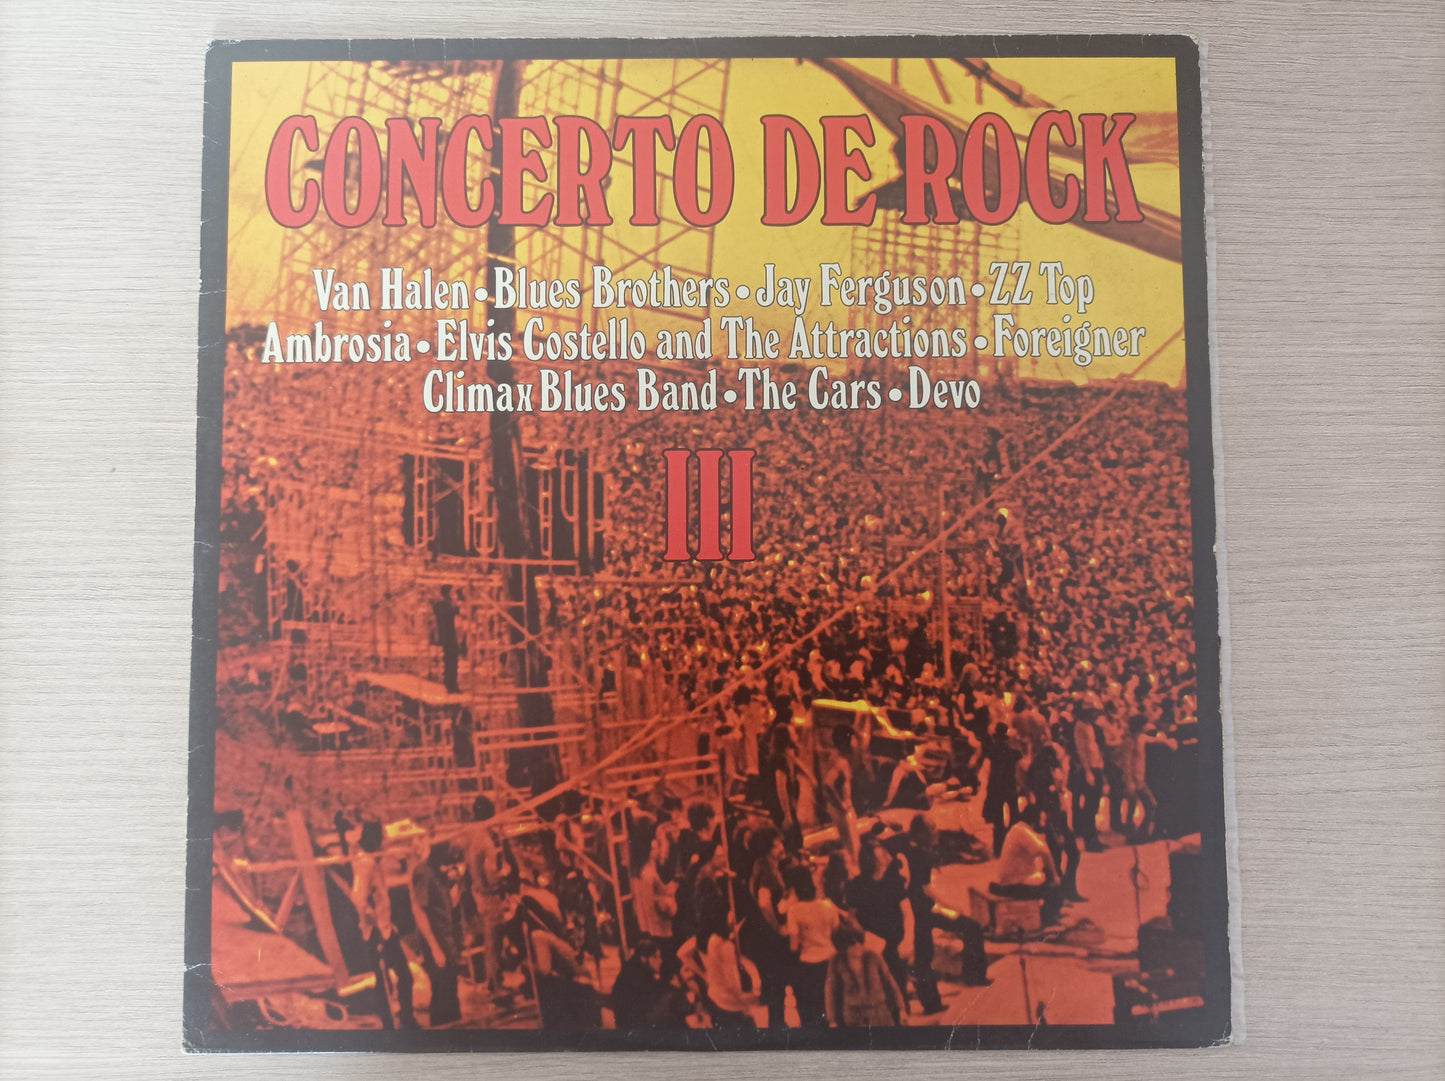 CONCERTO DE ROCK
Van Halen • Blues Brothers • Jay Ferguson • ZZ Top
Ambrosia • Elvis Costello and The Attractions • Foreigner
Climax Blues Band • The Cars • Devo
III